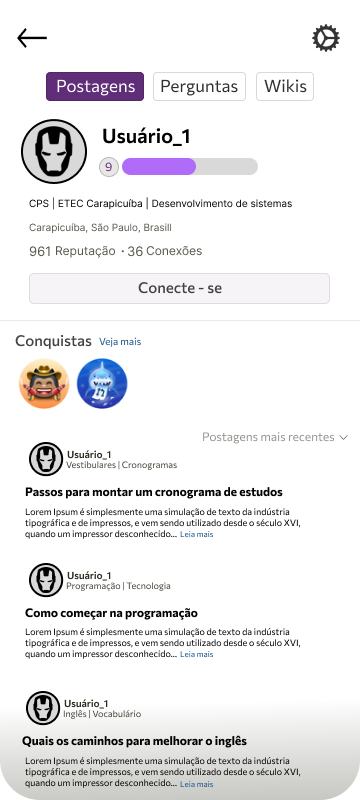 Postagens Perguntas Wikis
Usuário_1
9
CPS | ETEC Carapicuíba | Desenvolvimento de sistemas
Carapicuíba, São Paulo, Brasill
961 Reputação · 36 Conexões
Conecte - se
Conquistas Veja mais
Postagens mais recentes
Usuário_1
Vestibulares | Cronogramas
Passos para montar um cronograma de estudos
Lorem Ipsum é simplesmente uma simulação de texto da indústria
tipográfica e de impressos, e vem sendo utilizado desde o século XVI,
quando um impressor desconhecido... Leia mais
Usuário_1
Programação | Tecnologia
Como começar na programação
Lorem Ipsum é simplesmente uma simulação de texto da indústria
tipográfica e de impressos, e vem sendo utilizado desde o século XVI,
quando um impressor desconhecido... Leia mais
Usuário_1
Inglês | Vocabulário
Quais os caminhos para melhorar o inglês
Lorem Ipsum é simplesmente uma simulação de texto da indústria
tipográfica e de impressos, e vem sendo utilizado desde o século XVI,
quando um impressor desconhecido... Leia mais